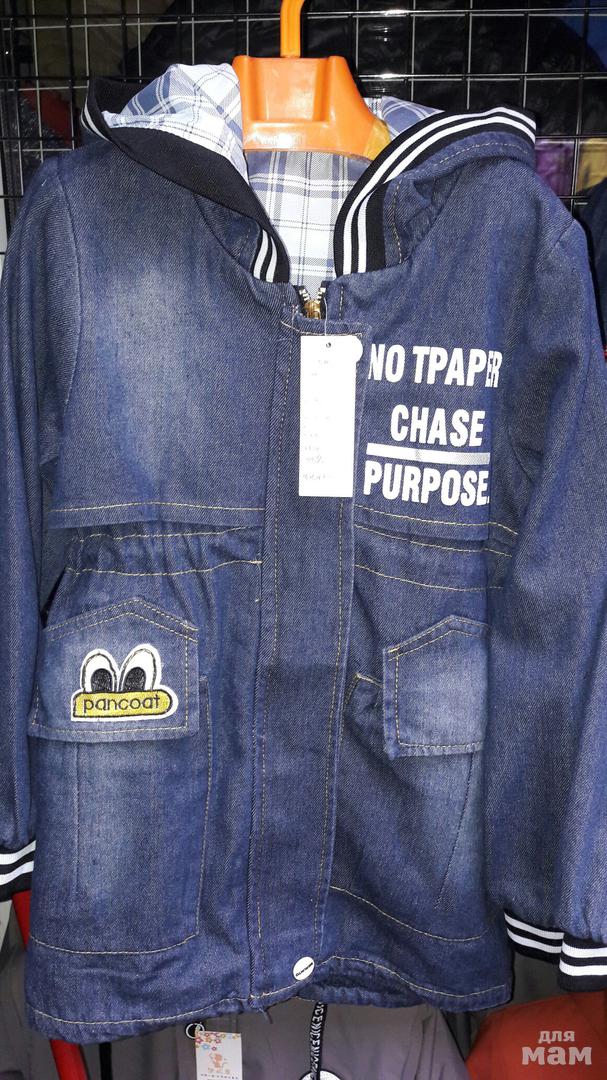 NO TPAPER
CHASE
PURPOSE.
pancoat
для
мам